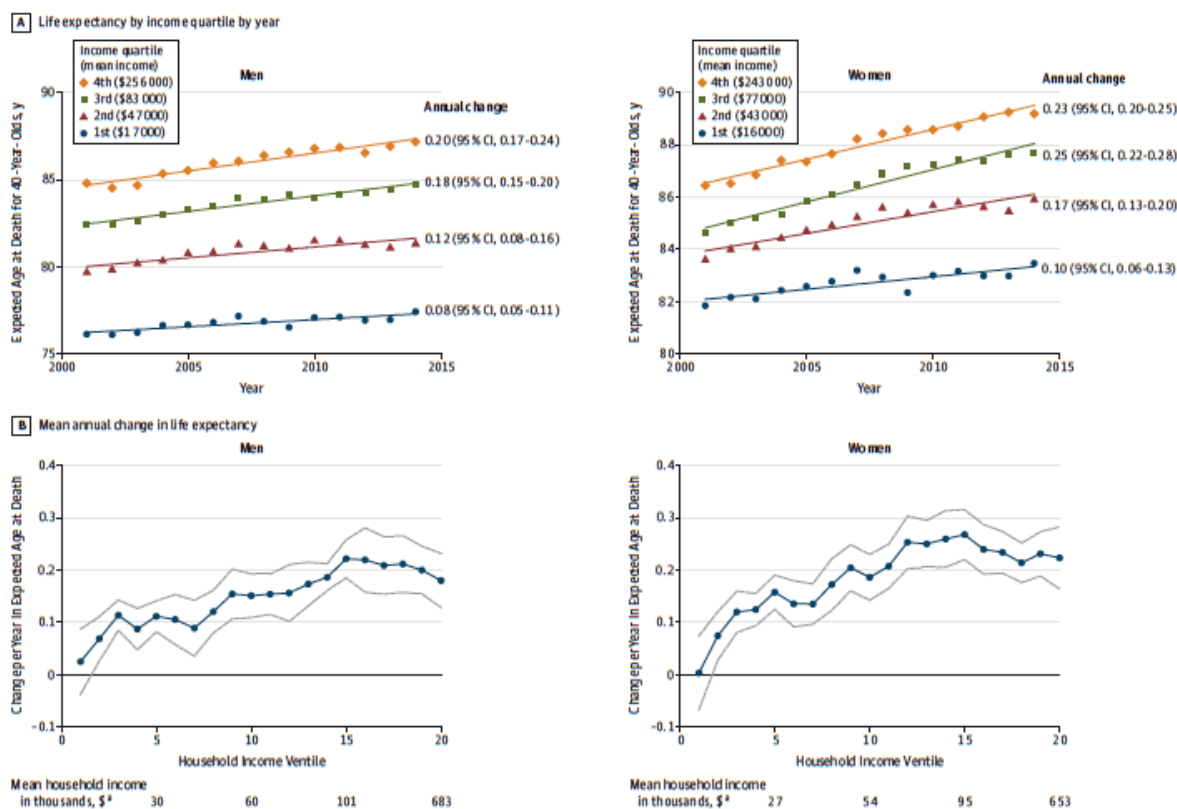 A Life expectancy by income quartile by year
Men
Income quartile
(mean income)
4th ($256000)
3rd ($83000)
2nd ($47000)
1st ($17000)
Annual change
0.20 (95% CI, 0.17-0.24)
0.18 (95% CI, 0.15-0.20)
0.12 (95% CI, 0.08-0.16)
0.08 (95% CI, 0.05-0.11)
Expected Age at Death for 40-Year-Olds, y
90
85
80
75
2000 2005 2010 2015
Year
Women
Income quartile
(mean income)
4th ($243000)
3rd ($77000)
2nd ($43000)
1st ($16000)
Annual change
0.23 (95% CI, 0.20-0.25)
0.25 (95% CI, 0.22-0.28)
0.17 (95% CI, 0.13-0.20)
0.10 (95% CI, 0.06-0.13)
Expected Age at Death for 40-Year-Olds, y
90
88
86
84
82
80
2000 2005 2010 2015
Year
B Mean annual change in life expectancy
Men
Change per Year in Expected Age at Death
0.4
0.3
0.2
0.1
0
-0.1
0 5 10 15 20
Household Income Ventile
Mean household income
in thousands, $ª 30 60 101 683
Women
Change per Year in Expected Age at Death
0.4
0.3
0.2
0.1
0
-0.1
0 5 10 15 20
Household Income Ventile
Mean household income
in thousands, $ª 27 54 95 653